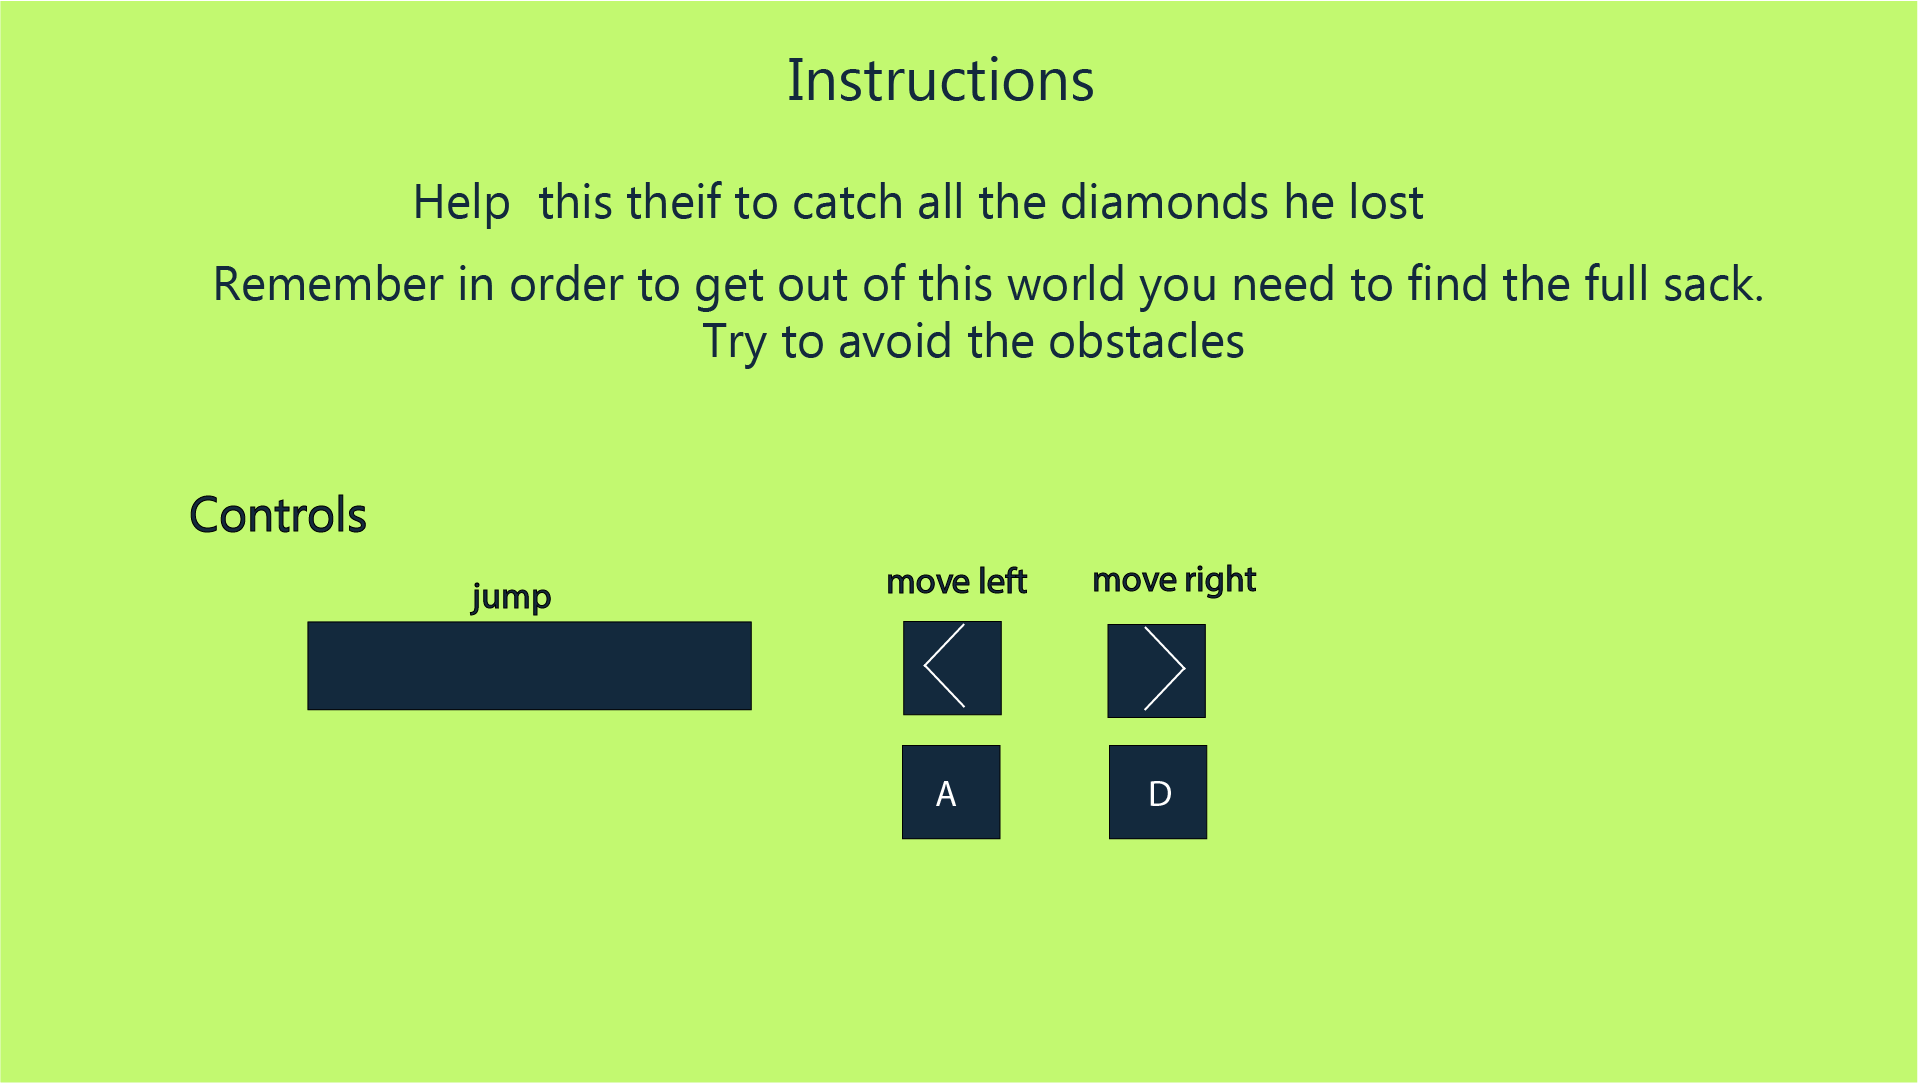 Instructions
Help  this theif to catch all the diamonds he lost
Remember in order to get out of this world you need to find the full sack.
Try to avoid the obstacles
Controls
jump
move left
move right
A
D